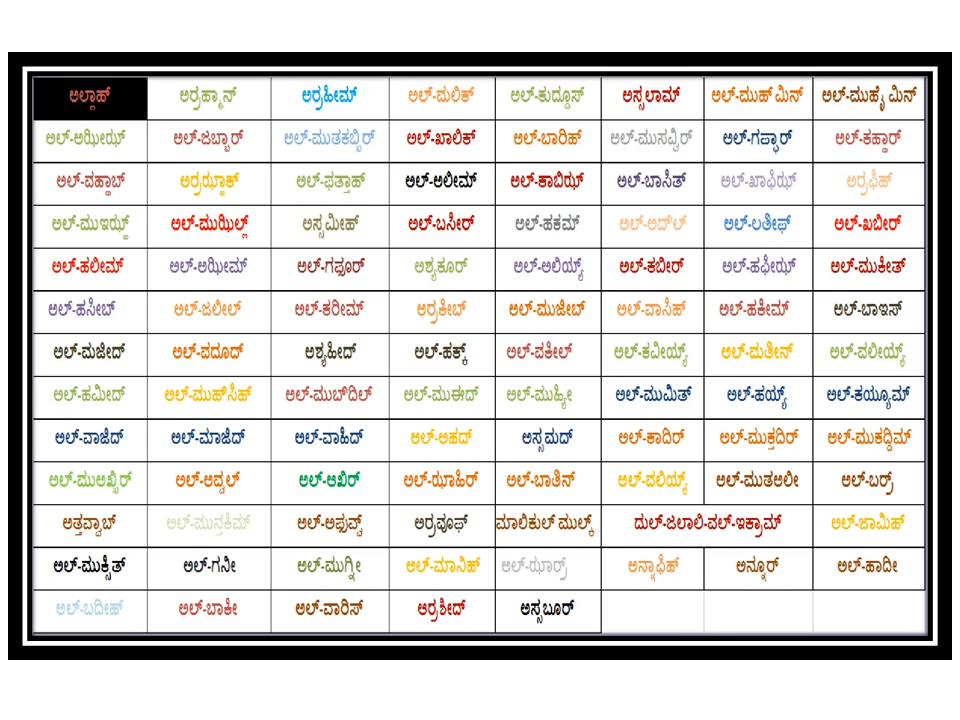 ಅಲ್ಲಾಹ್ ಅರ್‍ರಹ್ಮಾನ್ ಅರ್‍ರಹೀಮ್ ಅಲ್-ಮಲಿಕ್ ಅಲ್-ಕುದ್ದೂಸ್ ಅಸ್ಸಲಾಮ್ ಅಲ್-ಮುಹ್ ಮಿನ್ ಅಲ್-ಮುಹೈ ಮಿನ್
ಅಲ್-ಅಝೀಝ್ ಅಲ್-ಜಬ್ಬಾರ್ ಅಲ್-ಮುತಕಬ್ಬಿರ್ ಅಲ್-ಖಾಲಿಕ್ ಅಲ್-ಬಾರಿಹ್ ಅಲ್-ಮುಸವ್ವಿರ್ ಅಲ್-ಗಫ್ಫಾರ್ ಅಲ್-ಕಹ್ಹಾರ್
ಅಲ್-ವಹ್ಹಾಬ್ ಅರ್‍ರಝ್ಝಾಕ್ ಅಲ್-ಫತ್ತಾಹ್ ಅಲ್-ಅಲೀಮ್ ಅಲ್-ಕಾಬಿಝ್ ಅಲ್-ಬಾಸಿತ್ ಅಲ್-ಖಾಫಿಝ್ ಅರ್‍ರಫಿಹ್
ಅಲ್-ಮುಇಝ್ಝ್ ಅಲ್-ಮುಝಿಲ್ಲ್ ಅಸ್ಸಮೀಹ್ ಅಲ್-ಬಸೀರ್ ಅಲ್-ಹಕಮ್ ಅಲ್-ಅದ್‌ಲ್ ಅಲ್-ಲತೀಫ್ ಅಲ್-ಖಬೀರ್
ಅಲ್-ಹಲೀಮ್ ಅಲ್-ಅಝೀಮ್ ಅಲ್-ಗಫೂರ್ ಅಶ್ಯಕೂರ್ ಅಲ್-ಅಲಿಯ್ಯ್ ಅಲ್-ಕಬೀರ್ ಅಲ್-ಹಫೀಝ್ ಅಲ್-ಮುಕೀತ್
ಅಲ್-ಹಸೀಬ್ ಅಲ್-ಜಲೀಲ್ ಅಲ್-ಕರೀಮ್ ಅರ್‍ರಕೀಬ್ ಅಲ್-ಮುಜೀಬ್ ಅಲ್-ವಾಸಿಹ್ ಅಲ್-ಹಕೀಮ್ ಅಲ್-ಬಾಇಸ್
ಅಲ್-ಮಜೀದ್ ಅಲ್-ವದೂದ್ ಅಶ್ಯಹೀದ್ ಅಲ್-ಹಕ್ಕ್ ಅಲ್-ವಕೀಲ್ ಅಲ್-ಕವೀಯ್ಯ್ ಅಲ್-ಮತೀನ್ ಅಲ್-ವಲೀಯ್ಯ್
ಅಲ್-ಹಮೀದ್ ಅಲ್-ಮುಹ್‌ಸಿಹ್ ಅಲ್-ಮುಬ್‌ದಿಲ್ ಅಲ್-ಮುಈದ್ ಅಲ್-ಮುಹ್ಯೀ ಅಲ್-ಮುಮಿತ್ ಅಲ್-ಹಯ್ಯ್ ಅಲ್-ಕಯ್ಯೂಮ್
ಅಲ್-ವಾಜಿದ್ ಅಲ್-ಮಾಜಿದ್ ಅಲ್-ವಾಹಿದ್ ಅಲ್-ಅಹದ್ ಅಸ್ಸಮದ್ ಅಲ್-ಕಾದಿರ್ ಅಲ್-ಮುಕ್ತದಿರ್ ಅಲ್-ಮುಕದ್ದಿಮ್
ಅಲ್-ಮುಅಖ್ಖಿರ್ ಅಲ್-ಅವ್ವಲ್ ಅಲ್-ಆಖಿರ್ ಅಲ್-ಝಾಹಿರ್ ಅಲ್-ಬಾತಿನ್ ಅಲ್-ವಲಿಯ್ಯ್ ಅಲ್-ಮುತಅಲೀ ಅಲ್-ಬರ್‍ರ್
ಅತ್ತವ್ವಾಬ್ ಅಲ್-ಮುನ್ತಕಿಮ್ ಅಲ್-ಅಫುವ್ವ್ ಅರ್‍ರವೂಫ್ ಮಾಲಿಕುಲ್ ಮುಲ್ಕ್ ದುಲ್-ಜಲಾಲಿ-ವಲ್-ಇಕ್ರಾಮ್ ಅಲ್-ಜಾಮಿಹ್
ಅಲ್-ಮುಕ್ಸಿತ್ ಅಲ್-ಗನೀ ಅಲ್-ಮುಗ್ನೀ ಅಲ್-ಮಾನಿಹ್ ಅಲ್-ಝಾರ್‍ರ್ ಅನ್ನಾಫಿಹ್ ಅನ್ನೂರ್ ಅಲ್-ಹಾದೀ
ಅಲ್-ಬದೀಹ್ ಅಲ್-ಬಾಕೀ ಅಲ್-ವಾರಿಸ್ ಅರ್‍ರಶೀದ್ ಅಸ್ಸಬೂರ್